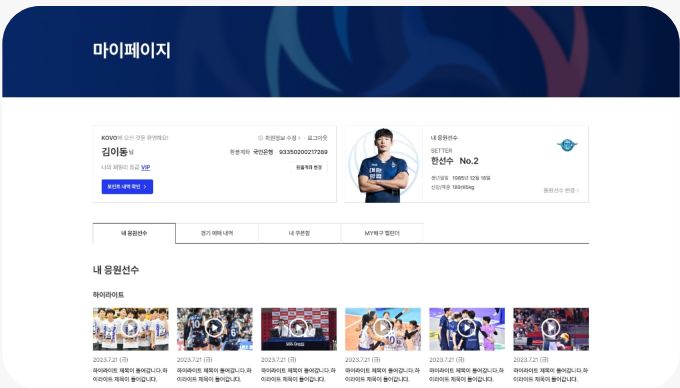 마이페이지
KOVO에 오신 것을 환영해요!
회원정보 수정 · 로그아웃
김이동님
환불계좌 국민은행 93350200217289
나의 패밀리 등급 VIP
환불계좌 변경
포인트 내역 확인
내 응원선수
SETTER
한선수 No.2
생년월일 1985년 12월 16일
신장/체중
응원선수 변경
내 응원선수
경기 예매 내역
내 쿠폰함
MY배구 캘린더
내 응원선수
하이라이트
2023.7.21 (금)
하이라이트 제목이 들어갑니다.하
이라이트 제목이 들어갑니다.
2023.7.21 (금)
하이라이트 제목이 들어갑니다.하
이라이트 제목이 들어갑니다.
2023.7.21 (금)
하이라이트 제목이 들어갑니다.하
이라이트 제목이 들어갑니다.
2023.7.21 (금)
하이라이트 제목이 들어갑니다.하
이라이트 제목이 들어갑니다.
2023.7.21 (금)
하이라이트 제목이 들어갑니다.하
이라이트 제목이 들어갑니다.
2023.7.21 (금)
하이라이트 제목이 들어갑니다.하
이라이트 제목이 들어갑니다.